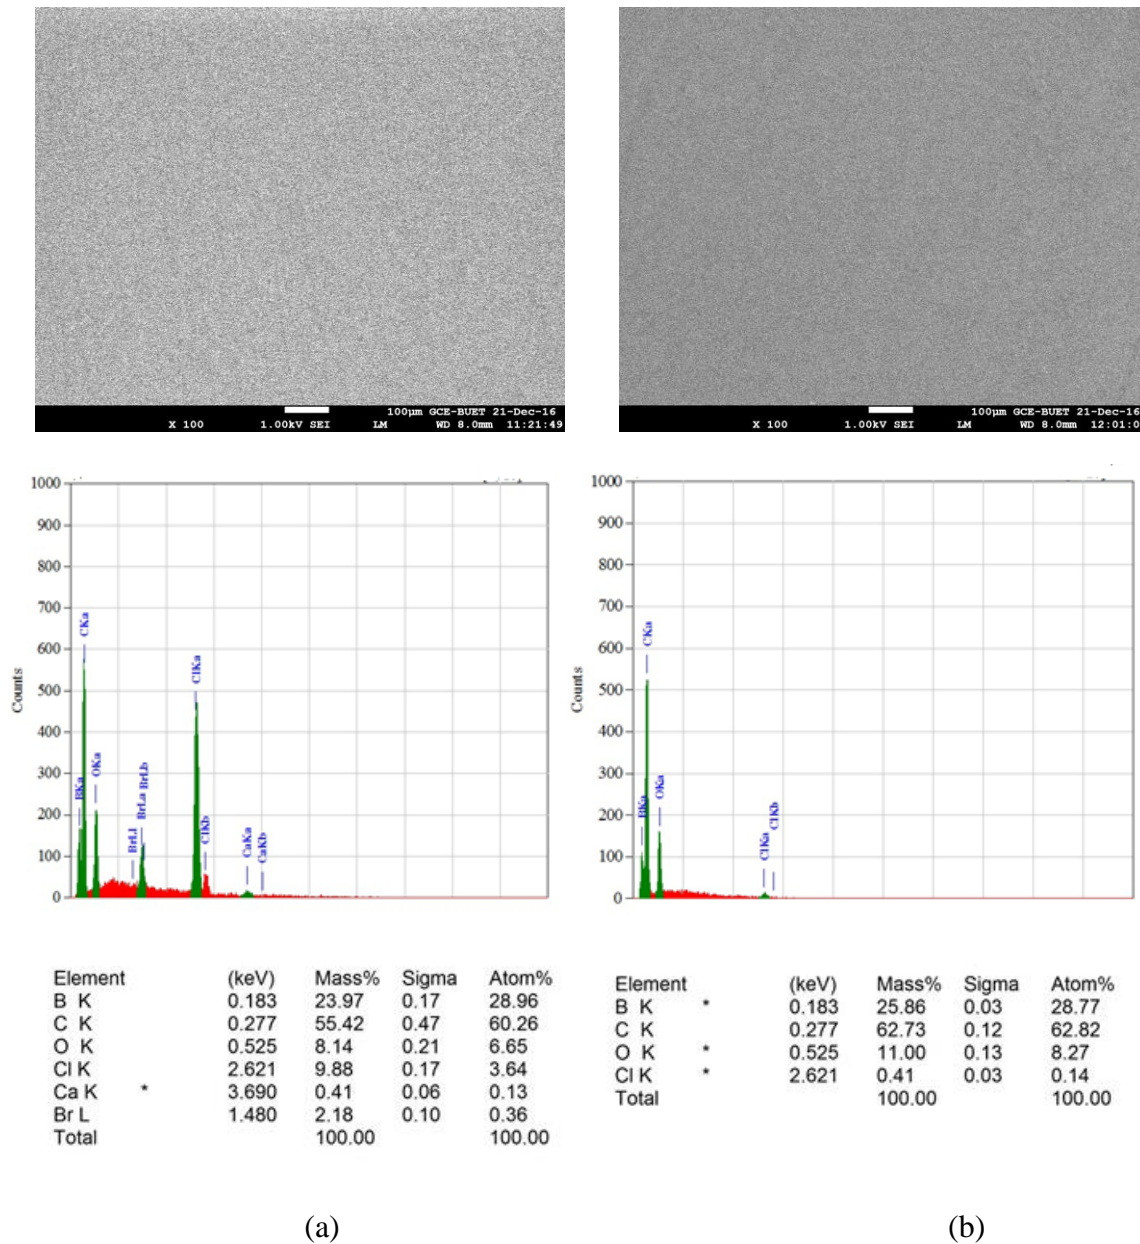 100µm GCE-BUET 21-Dec-16
X 100 1.00kV SEI LM WD 8.0mm 11:21:49
100µm GCE-BUET 21-Dec-16
X 100 1.00kV SEI LM WD 8.0mm 12:01:0
1000
900
800
700
600
500
400
300
200
100
0
Counts
BKa
CKa
OKa
BrLl
BrLa
BrLb
ClKa
ClKb
CaKa
CaKb
1000
900
800
700
600
500
400
300
200
100
0
Counts
BKa
CKa
OKa
ClKa
ClKb
Element (keV) Mass% Sigma Atom%
B K 0.183 23.97 0.17 28.96
C K 0.277 55.42 0.47 60.26
O K 0.525 8.14 0.21 6.65
Cl K 2.621 9.88 0.17 3.64
Ca K * 3.690 0.41 0.06 0.13
Br L 1.480 2.18 0.10 0.36
Total 100.00 100.00
Element (keV) Mass% Sigma Atom%
B K * 0.183 25.86 0.03 28.77
C K 0.277 62.73 0.12 62.82
O K * 0.525 11.00 0.13 8.27
Cl K * 2.621 0.41 0.03 0.14
Total 100.00 100.00
(a)
(b)